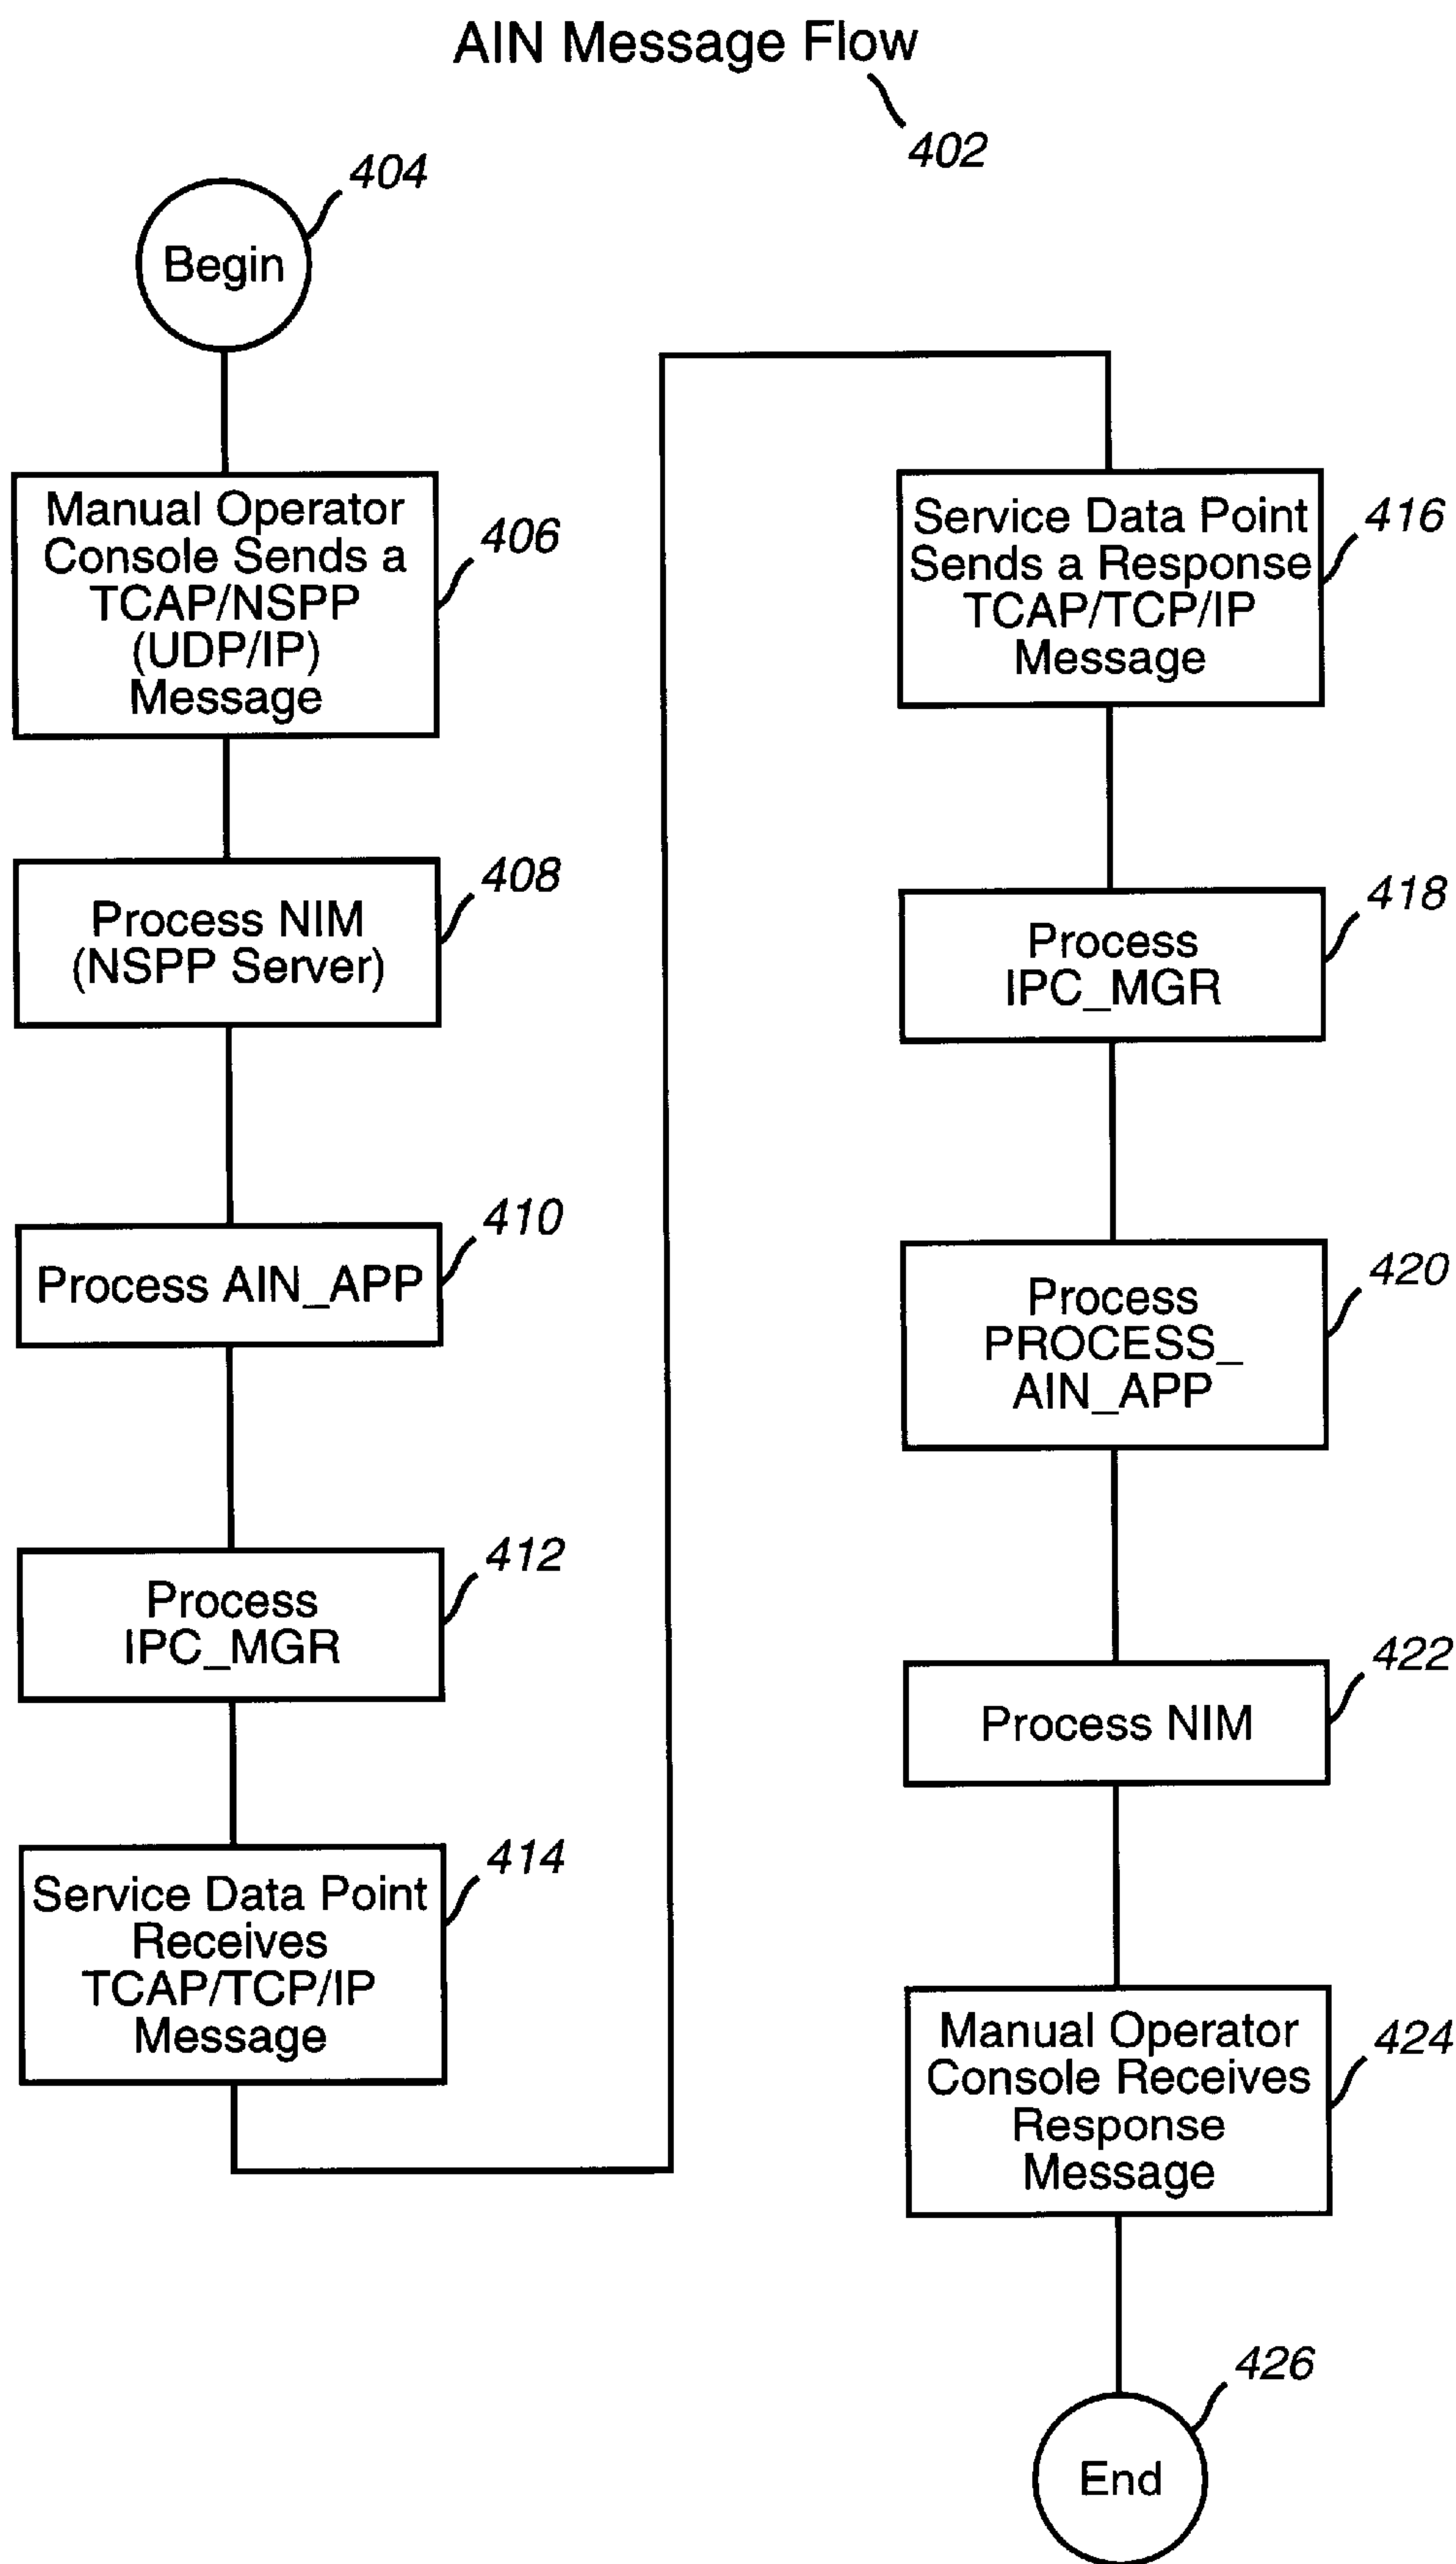 AIN Message Flow
402
404
Begin
Manual Operator
Console Sends a
TCAP/NSPP
(UDP/IP)
Message
406
Process NIM
(NSPP Server)
408
Process AIN_APP
410
Process
IPC_MGR
412
Service Data Point
Receives
TCAP/TCP/IP
Message
414
Service Data Point
Sends a Response
TCAP/TCP/IP
Message
416
Process
IPC_MGR
418
Process
PROCESS_
AIN_APP
420
Process NIM
422
Manual Operator
Console Receives
Response
Message
424
426
End